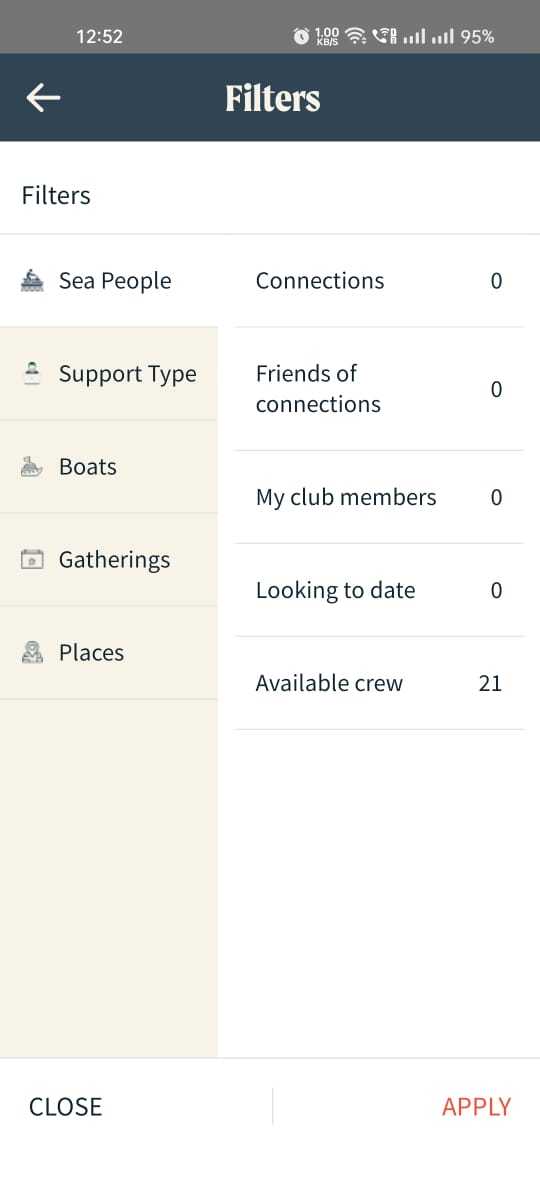 12:52 1.00 KB/S 95%
Filters
Filters
Sea People
Support Type
Boats
Gatherings
Places
Connections 0
Friends of
connections 0
My club members 0
Looking to date 0
Available crew 21
CLOSE APPLY